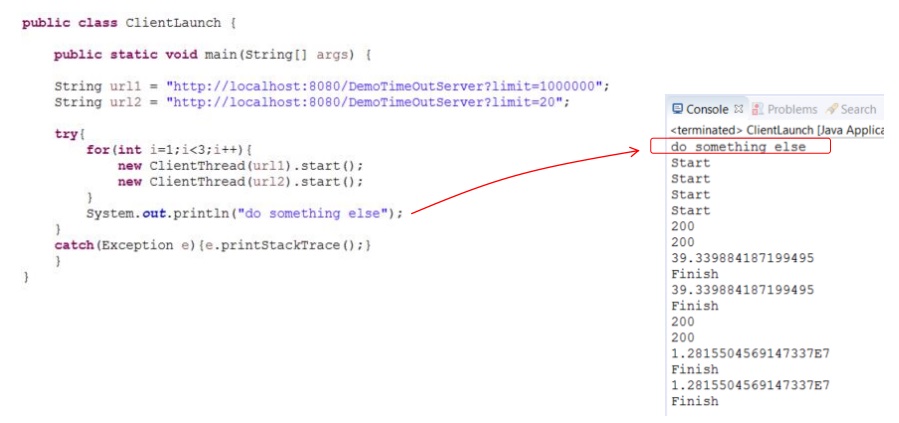 public class ClientLaunch {
public static void main(String[] args) {
String url1 = "http://localhost:8080/DemoTimeOutServer?limit=1000000";
String url2 = "http://localhost:8080/DemoTimeOutServer?limit=20";
try{
for(int i=1;i<3;i++){
new ClientThread(url1).start();
new ClientThread(url2).start();
}
System.out.println("do something else");
}
catch(Exception e){e.printStackTrace();}
}
}
Console Problems Search
<terminated> ClientLaunch [Java Applica
do something else
Start
Start
Start
Start
200
200
39.339884187199495
Finish
39.339884187199495
Finish
200
200
1.2815504569147337E7
Finish
1.2815504569147337E7
Finish